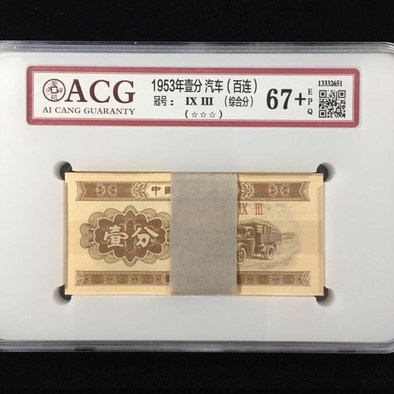 ACG
AI CANG GUARANTY
1953年壹分 汽车（百连）
冠号： IX III （综合分）
（☆☆☆）
67+
EPQ
13332651
中国
IX III
壹分